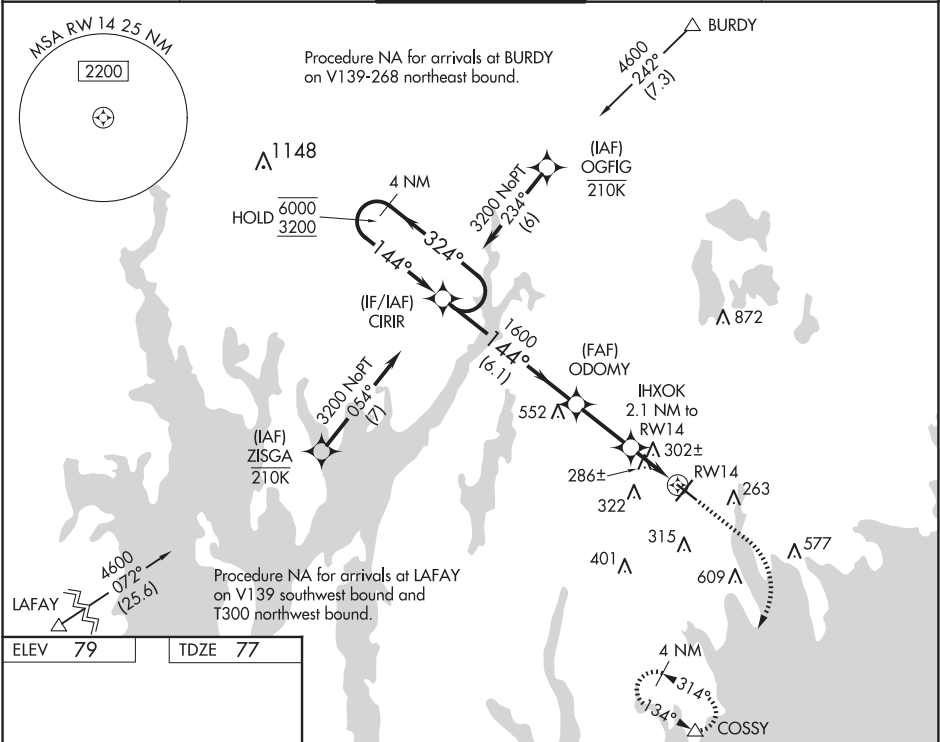 MSA RW 14 25 NM
2200
Procedure NA for arrivals at BURDY
on V139-268 northeast bound.
BURDY
4600
242°
(7.3)
1148
4 NM
HOLD 6000
3200
324°
144°
(IAF)
OGFIG
210K
3200 NoPT
234°
(6)
(IF/IAF)
CIRIR
1600
144°
(6.1)
872
(FAF)
ODOMY
552
IHXOK
2.1 NM to
RW14
302±
286±
RW14
322
263
315
401
577
609
3200 NoPT
054°
(7)
(IAF)
ZISGA
210K
4600
072°
(25.6)
LAFAY
Procedure NA for arrivals at LAFAY
on V139 southwest bound and
T300 northwest bound.
ELEV 79
TDZE 77
4 NM
314°
134°
COSSY